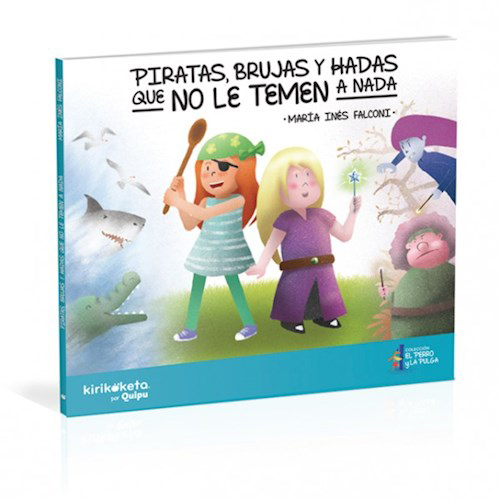 PIRATAS, BRUJAS Y HADAS
QUE NO LE TEMEN A NADA
• MARÍA INÉS FALCONI •
kirikoketa
por Quipu
COLECCIÓN
EL PERRO
Y LA PULGA